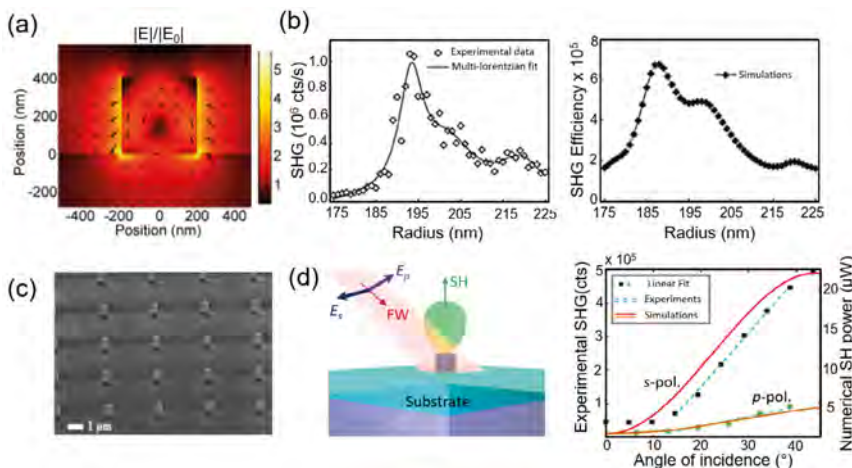 (a)
|E|/|E₀|
Position (nm)
400
200
0
-200
-400
-200
0
200
400
Position (nm)
5
4
3
2
1
(b)
SHG (10⁶ cts/s)
1.0
0.8
0.6
0.4
0.2
0
175
185
195
205
215
225
Radius (nm)
Experimental data
Multi-lorentzian fit
SHG Efficiency x 10⁵
8
6
4
2
0
175
185
195
205
215
225
Radius (nm)
Simulations
(c)
1 μm
(d)
Eₚ
Eₛ
FW
SH
Substrate
x 10⁵
Experimental SHG(cts)
5
4
3
2
1
0
10
20
30
40
Angle of incidence (°)
Linear Fit
Experiments
Simulations
s-pol.
p-pol.
20
15
10
5
Numerical SH power (μW)